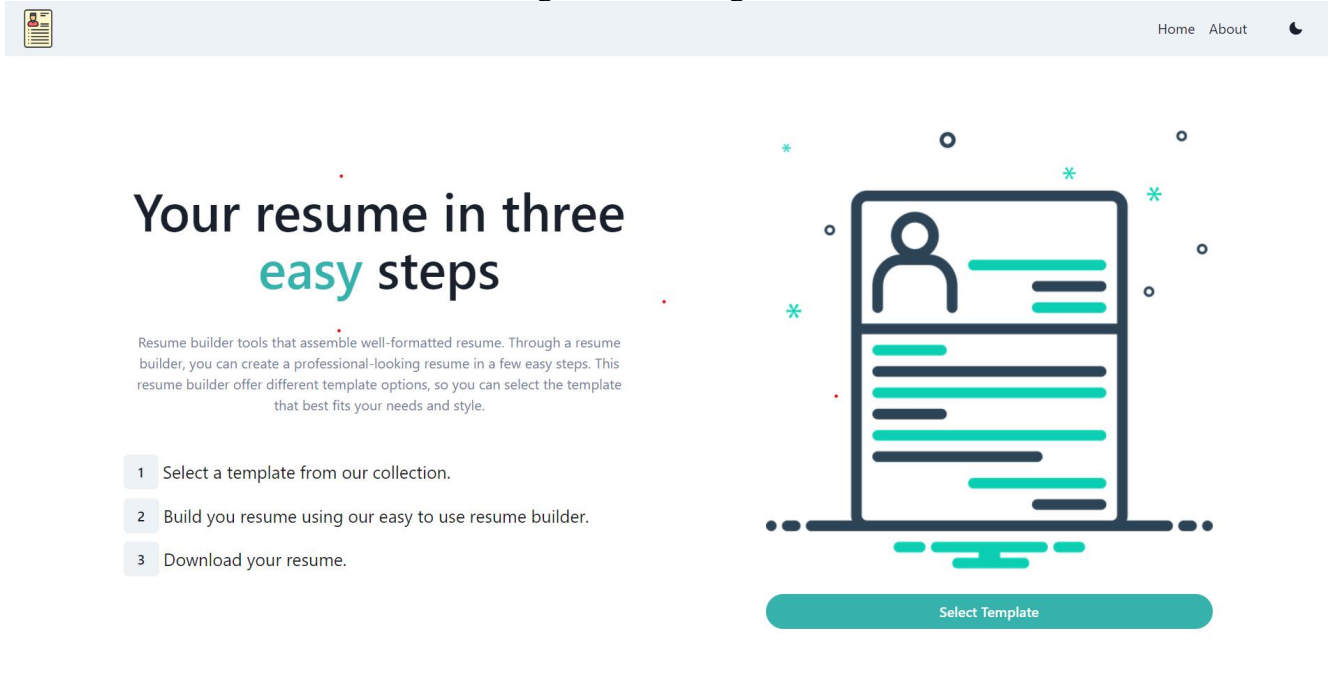 Home About
Your resume in three
easy steps
Resume builder tools that assemble well-formatted resume. Through a resume
builder, you can create a professional-looking resume in a few easy steps. This
resume builder offer different template options, so you can select the template
that best fits your needs and style.
1 Select a template from our collection.
2 Build you resume using our easy to use resume builder.
3 Download your resume.
Select Template